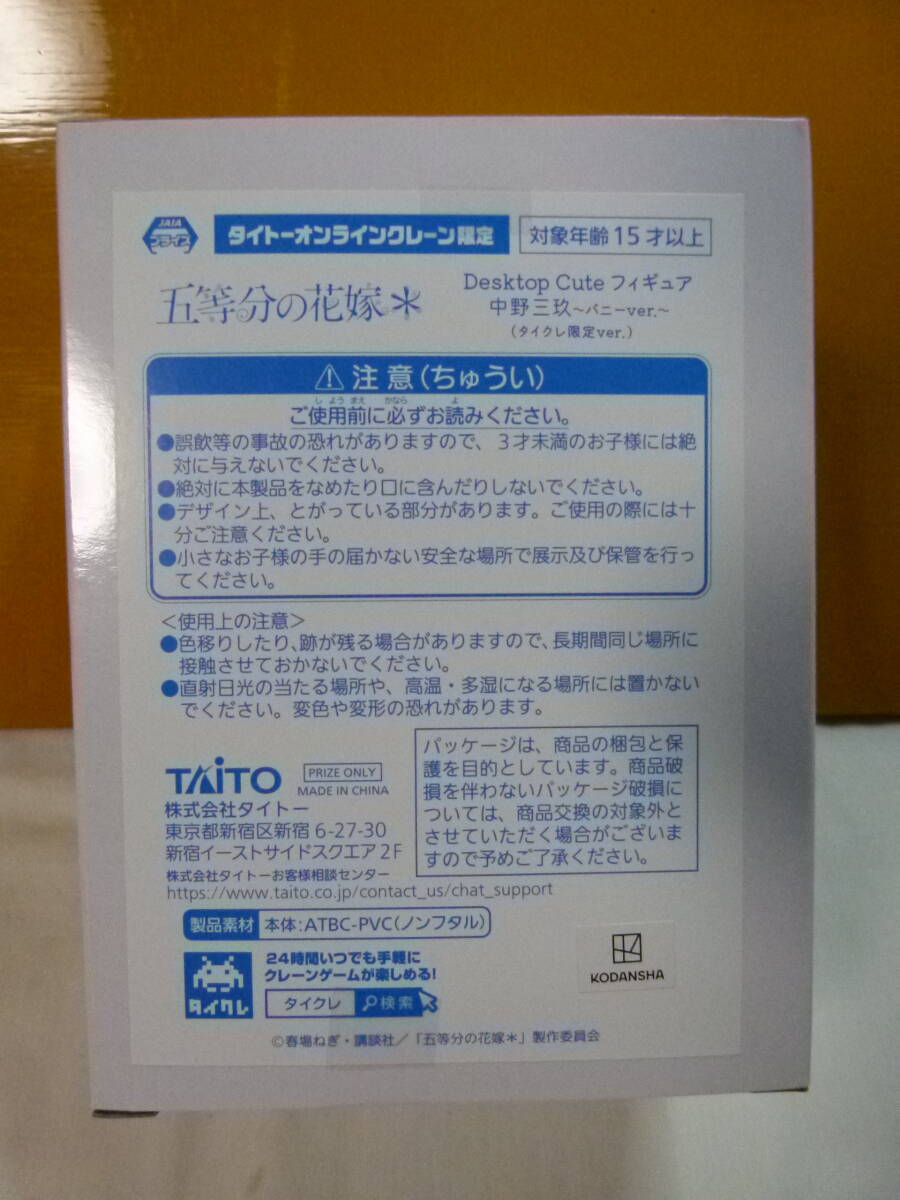 JAIA
プライズ
タイトーオンラインクレーン限定
対象年齢15才以上
五等分の花嫁＊
Desktop Cute フィギュア
中野三玖～バニーver.～
(タイクレ限定ver.)
⚠注意(ちゅうい)
しようまえ かなら よ
ご使用前に必ずお読みください。
●誤飲等の事故の恐れがありますので、3才未満のお子様には絶
対に与えないでください。
●絶対に本製品をなめたり口に含んだりしないでください。
●デザイン上、とがっている部分があります。ご使用の際には十
分ご注意ください。
●小さなお子様の手の届かない安全な場所で展示及び保管を行っ
てください。
＜使用上の注意＞
●色移りしたり、跡が残る場合がありますので、長期間同じ場所に
接触させておかないでください。
●直射日光の当たる場所や、高温・多湿になる場所には置かない
でください。変色や変形の恐れがあります。
TAITO
PRIZE ONLY
MADE IN CHINA
株式会社タイトー
東京都新宿区新宿 6-27-30
新宿イーストサイドスクエア 2F
株式会社タイトーお客様相談センター
https://www.taito.co.jp/contact_us/chat_support
パッケージは、商品の梱包と保
護を目的としています。商品破
損を伴わないパッケージ破損に
ついては、商品交換の対象外と
させていただく場合がございま
すので予めご了承ください。
製品素材 本体:ATBC-PVC(ノンフタル)
タイクレ
24時間いつでも手軽に
クレーンゲームが楽しめる!
タイクレ 検索
KODANSHA
©春場ねぎ・講談社/「五等分の花嫁＊」製作委員会